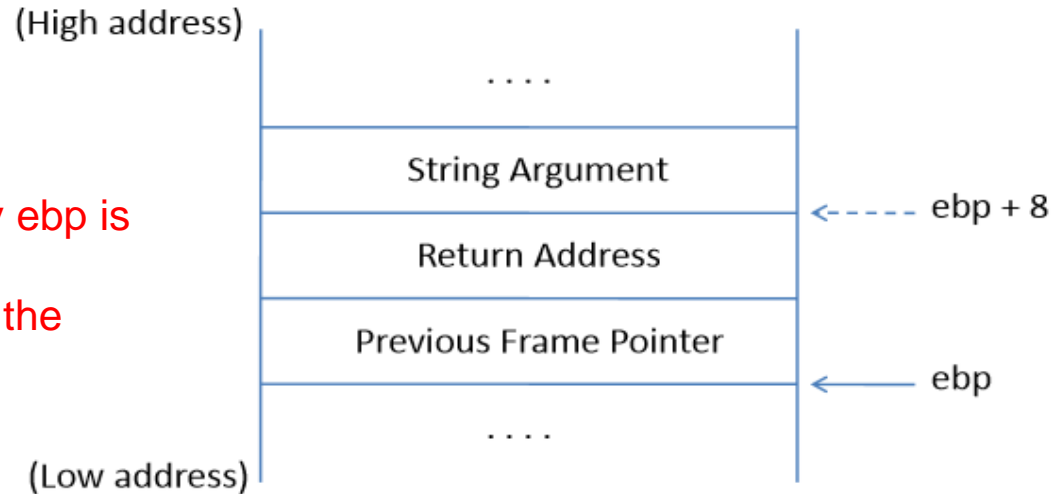 (High address)
. . . .
String Argument
ebp is
ebp + 8
Return Address
the
Previous Frame Pointer
ebp
. . . .
(Low address)